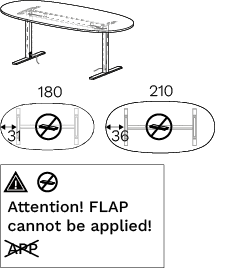 180 210
31 36
Attention! FLAP
cannot be applied!
APP